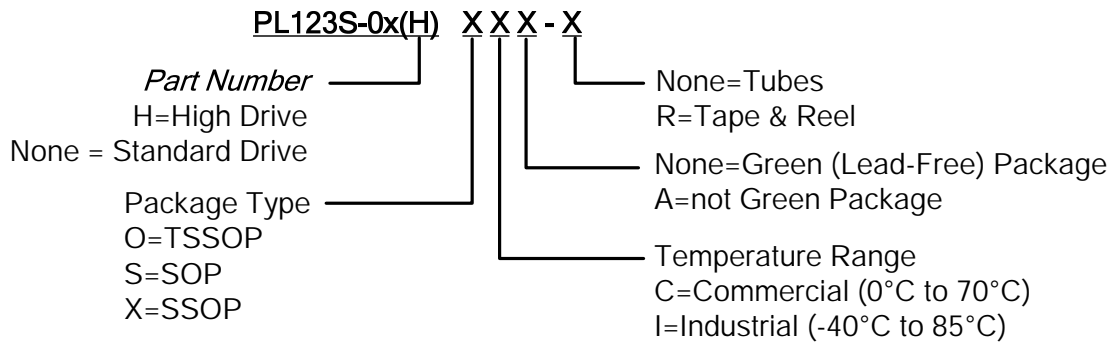 PL123S-0x(H) X X X - X
Part Number
H=High Drive
None = Standard Drive
Package Type
O=TSSOP
S=SOP
X=SSOP
None=Tubes
R=Tape & Reel
None=Green (Lead-Free) Package
A=not Green Package
Temperature Range
C=Commercial (0°C to 70°C)
I=Industrial (-40°C to 85°C)